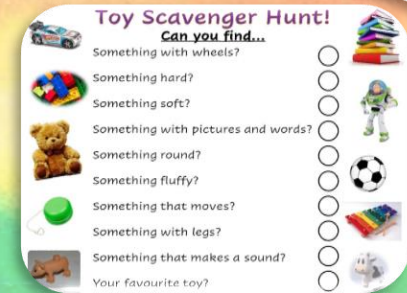 Toy Scavenger Hunt!
Can you find...
Something with wheels?
Something hard?
Something soft?
Something with pictures and words?
Something round?
Something fluffy?
Something that moves?
Something with legs?
Something that makes a sound?
Your favourite toy?